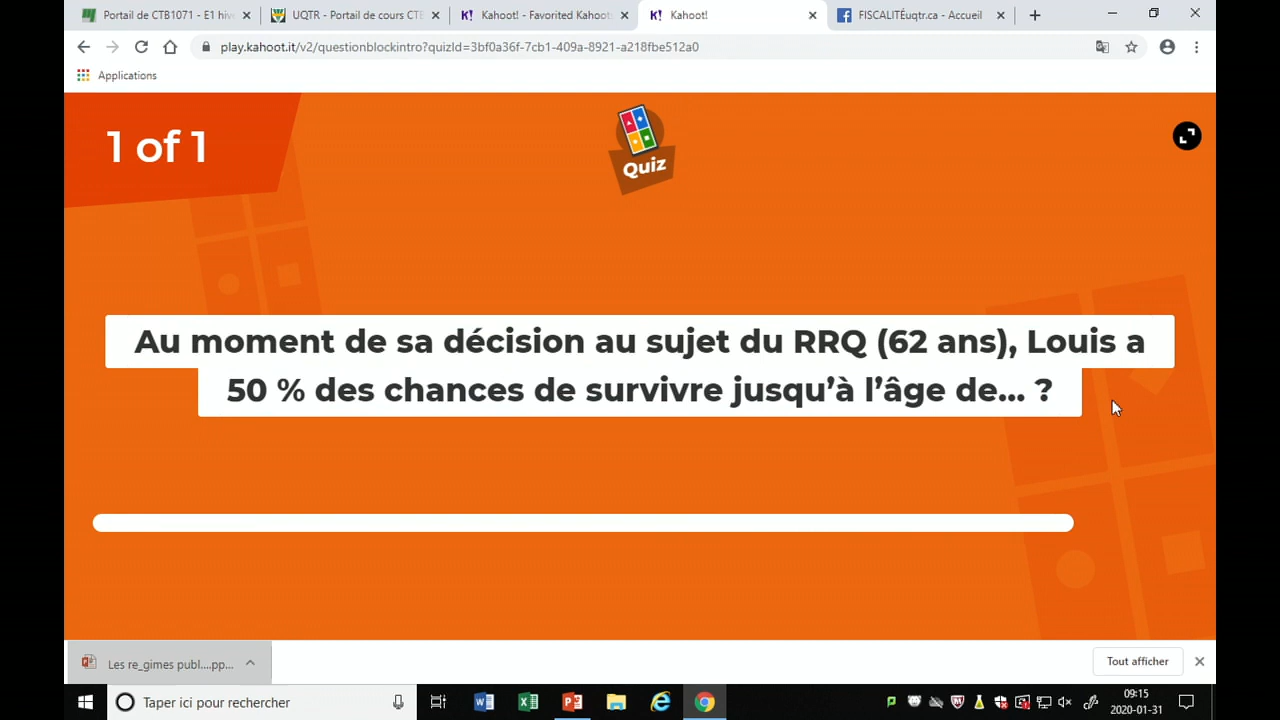 Portail de CTB1071 - E1 hive
UQTR - Portail de cours CTB
Kahoot! - Favorited Kahoots
Kahoot!
FISCALITÉuqtr.ca - Accueil
play.kahoot.it/v2/questionblockintro?quizId=3bf0a36f-7cb1-409a-8921-a218fbe512a0
Applications
1 of 1
Quiz
Au moment de sa décision au sujet du RRQ (62 ans), Louis a
50 % des chances de survivre jusqu’à l’âge de... ?
Les re_gimes publ....pp...
Tout afficher
Taper ici pour rechercher
09:15
2020-01-31